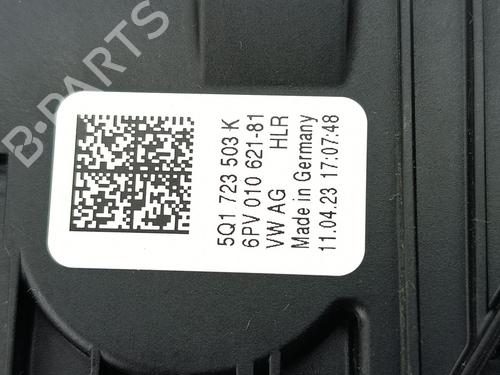 B-PARTS
5Q1 723 503 K
6PV 010 621-81
VW AG HLR
Made in Germany
11.04.23 17:07:48